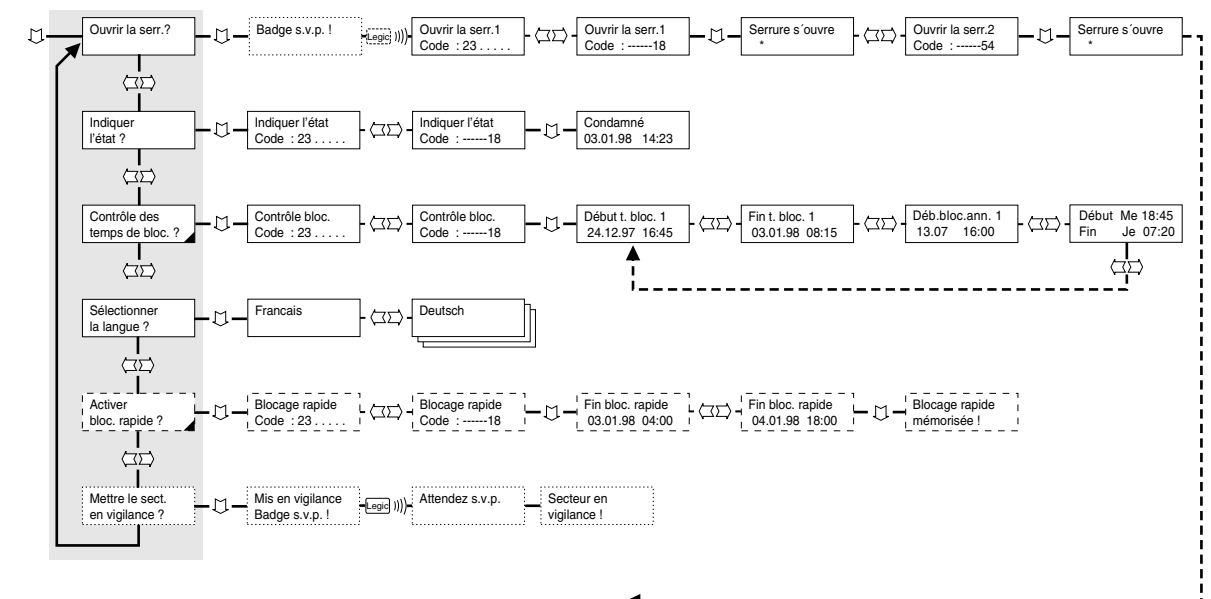 Ouvrir la serr.?
Badge s.v.p. !
Legic
Ouvrir la serr.1
Code : 23 . . . . .
Ouvrir la serr.1
Code : ------18
Serrure s´ouvre
*
Ouvrir la serr.2
Code : ------54
Serrure s´ouvre
*
Indiquer
l'état ?
Indiquer l'état
Code : 23 . . . . .
Indiquer l'état
Code : ------18
Condamné
03.01.98 14:23
Contrôle des
temps de bloc. ?
Contrôle bloc.
Code : 23 . . . . .
Contrôle bloc.
Code : ------18
Début t. bloc. 1
24.12.97 16:45
Fin t. bloc. 1
03.01.98 08:15
Déb.bloc.ann. 1
13.07 16:00
Début Me 18:45
Fin Je 07:20
Sélectionner
la langue ?
Francais
Deutsch
Activer
bloc. rapide ?
Blocage rapide
Code : 23 . . . . .
Blocage rapide
Code : ------18
Fin bloc. rapide
03.01.98 04:00
Fin bloc. rapide
04.01.98 18:00
Blocage rapide
mémorisée !
Mettre le sect.
en vigilance ?
Mis en vigilance
Badge s.v.p. !
Legic
Attendez s.v.p.
Secteur en
vigilance !